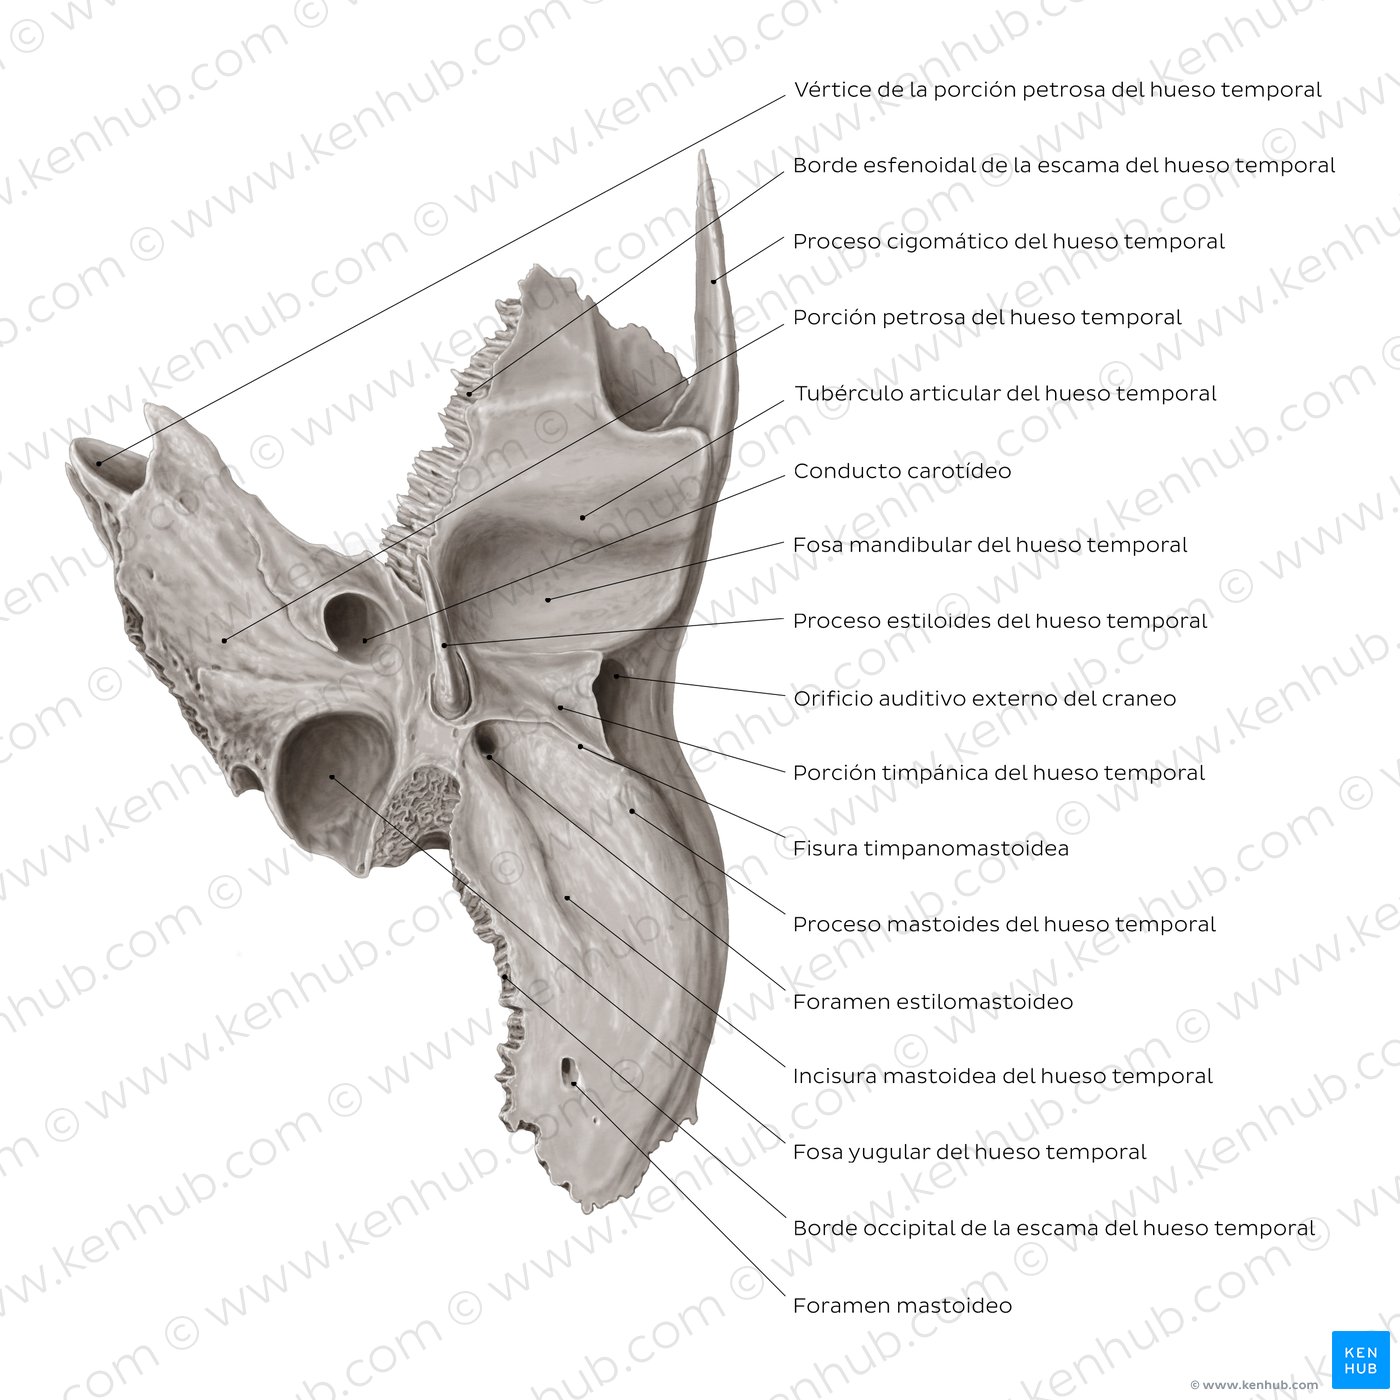 Vértice de la porción petrosa del hueso temporal
Borde esfenoidal de la escama del hueso temporal
Proceso cigomático del hueso temporal
Porción petrosa del hueso temporal
Tubérculo articular del hueso temporal
Conducto carotídeo
Fosa mandibular del hueso temporal
Proceso estiloides del hueso temporal
Orificio auditivo externo del craneo
Porción timpánica del hueso temporal
Fisura timpanomastoidea
Proceso mastoides del hueso temporal
Foramen estilomastoideo
Incisura mastoidea del hueso temporal
Fosa yugular del hueso temporal
Borde occipital de la escama del hueso temporal
Foramen mastoideo
KEN
HUB
© www.kenhub.com